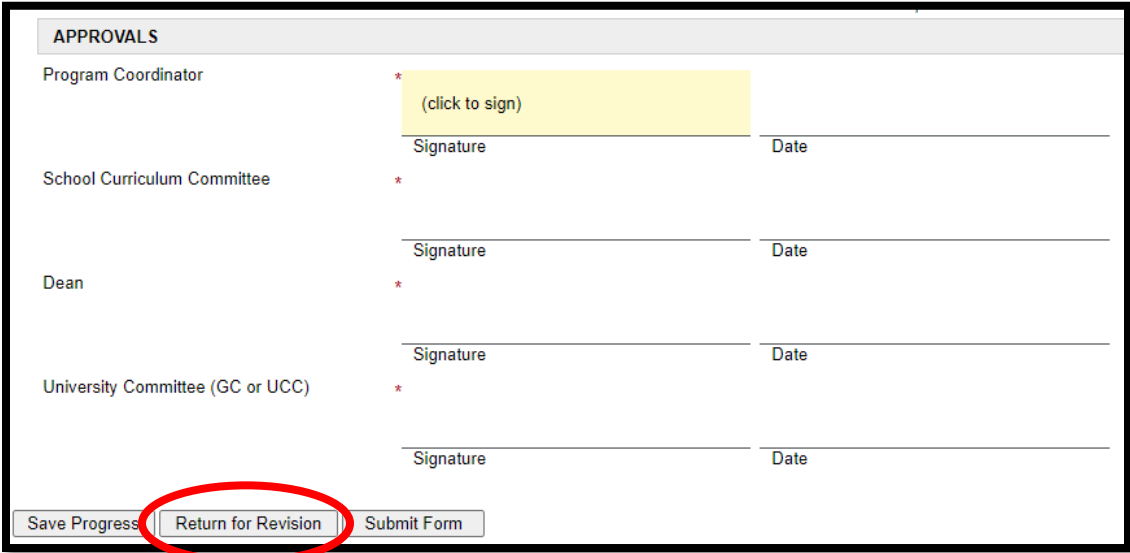 APPROVALS
Program Coordinator *
(click to sign)
Signature Date
School Curriculum Committee *
Signature Date
Dean *
Signature Date
University Committee (GC or UCC) *
Signature Date
Save Progress Return for Revision Submit Form